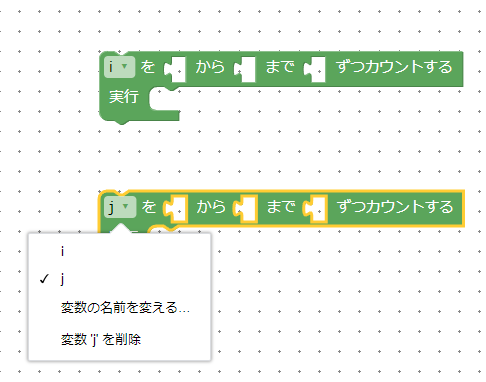 i を から まで ずつカウントする
実行
j を から まで ずつカウントする
i
✓ j
変数の名前を変える...
変数 'j' を削除